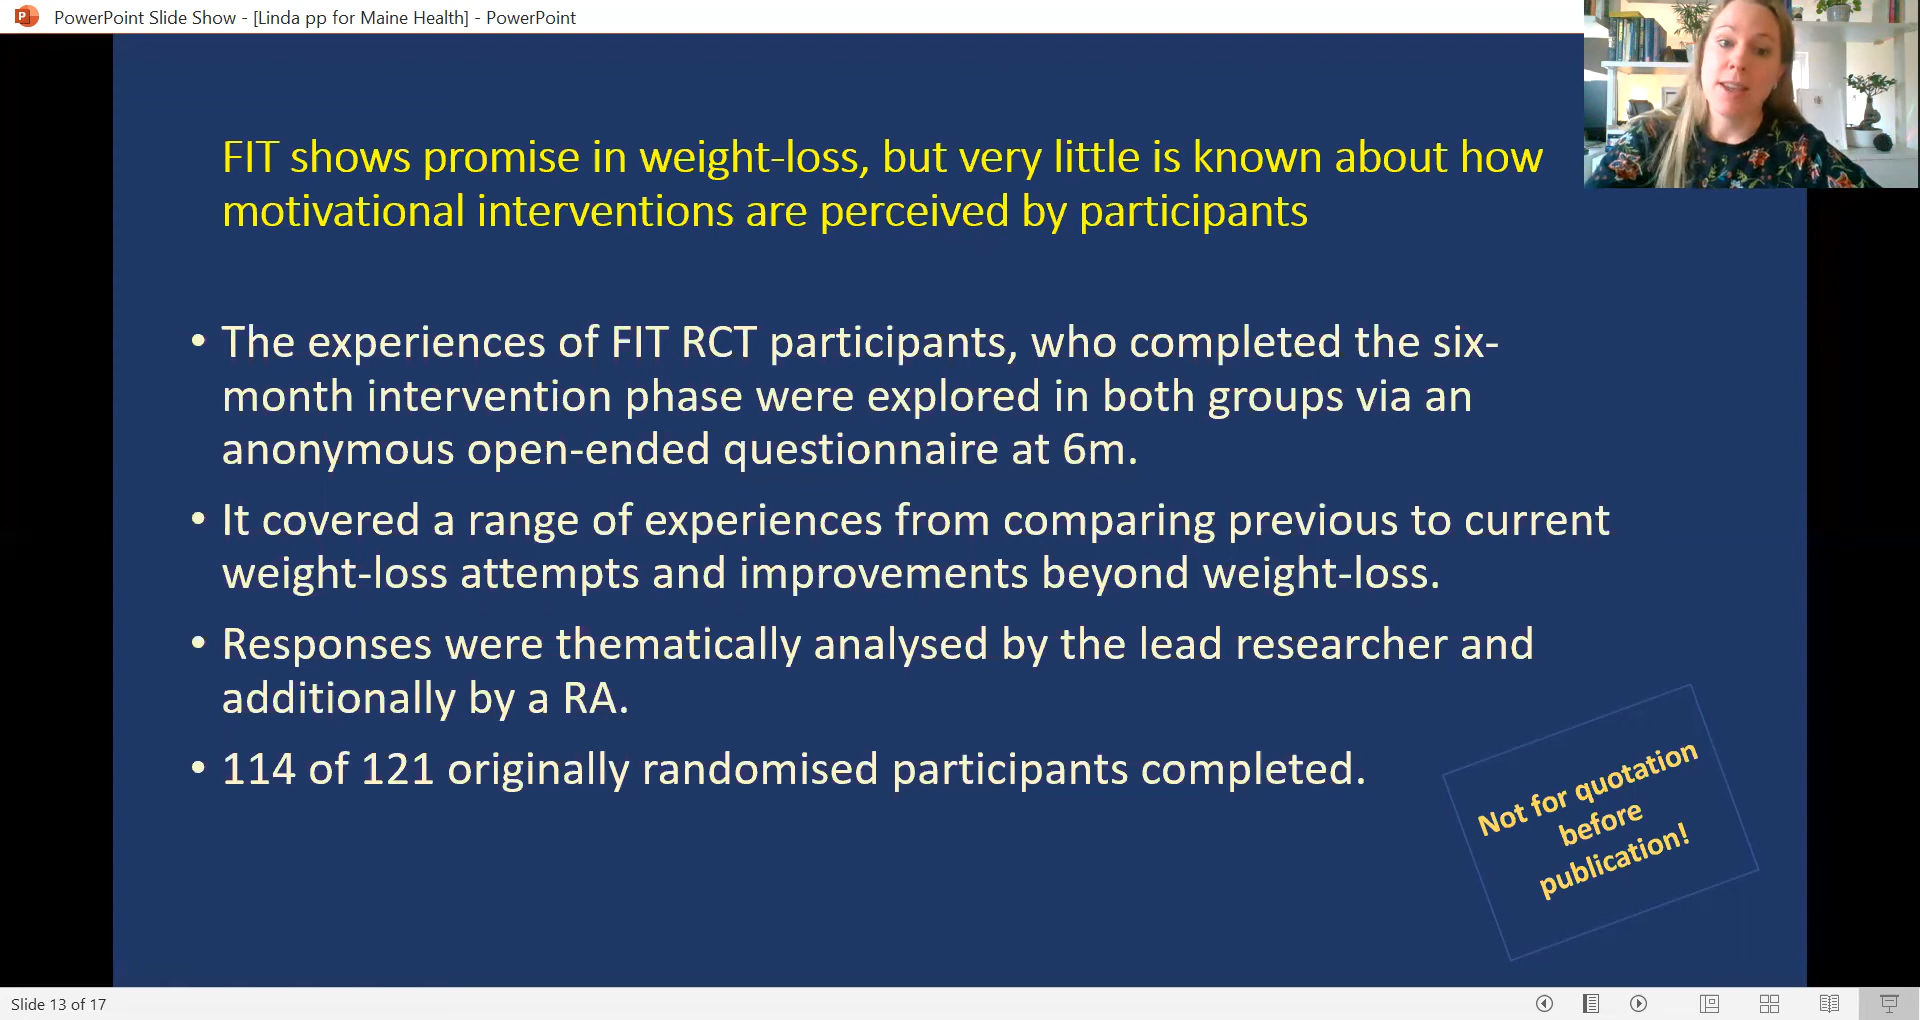 PowerPoint Slide Show - [Linda pp for Maine Health] - PowerPoint
FIT shows promise in weight-loss, but very little is known about how
motivational interventions are perceived by participants
• The experiences of FIT RCT participants, who completed the six-
month intervention phase were explored in both groups via an
anonymous open-ended questionnaire at 6m.
• It covered a range of experiences from comparing previous to current
weight-loss attempts and improvements beyond weight-loss.
• Responses were thematically analysed by the lead researcher and
additionally by a RA.
• 114 of 121 originally randomised participants completed.
Not for quotation
before
publication!
Slide 13 of 17